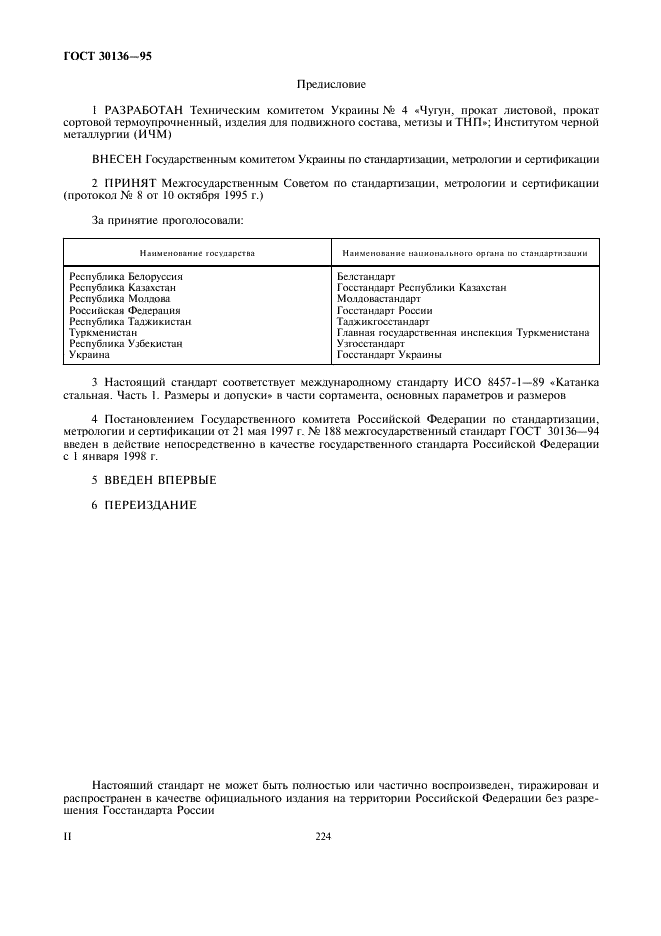 ГОСТ 30136—95
Предисловие
1 РАЗРАБОТАН Техническим комитетом Украины № 4 «Чугун, прокат листовой, прокат
сортовой термоупрочненный, изделия для подвижного состава, метизы и ТНП»; Институтом черной
металлургии (ИЧМ)
ВНЕСЕН Государственным комитетом Украины по стандартизации, метрологии и сертификации
2 ПРИНЯТ Межгосударственным Советом по стандартизации, метрологии и сертификации
(протокол № 8 от 10 октября 1995 г.)
За принятие проголосовали:
Наименование государства Наименование национального органа по стандартизации
Республика Белоруссия Белстандарт
Республика Казахстан Госстандарт Республики Казахстан
Республика Молдова Молдовастандарт
Российская Федерация Госстандарт России
Республика Таджикистан Таджикгосстандарт
Туркменистан Главная государственная инспекция Туркменистана
Республика Узбекистан Узгосстандарт
Украина Госстандарт Украины
3 Настоящий стандарт соответствует международному стандарту ИСО 8457-1—89 «Катанка
стальная. Часть 1. Размеры и допуски» в части сортамента, основных параметров и размеров
4 Постановлением Государственного комитета Российской Федерации по стандартизации,
метрологии и сертификации от 21 мая 1997 г. № 188 межгосударственный стандарт ГОСТ 30136—94
введен в действие непосредственно в качестве государственного стандарта Российской Федерации
с 1 января 1998 г.
5 ВВЕДЕН ВПЕРВЫЕ
6 ПЕРЕИЗДАНИЕ
Настоящий стандарт не может быть полностью или частично воспроизведен, тиражирован и
распространен в качестве официального издания на территории Российской Федерации без разре-
шения Госстандарта России
II 224